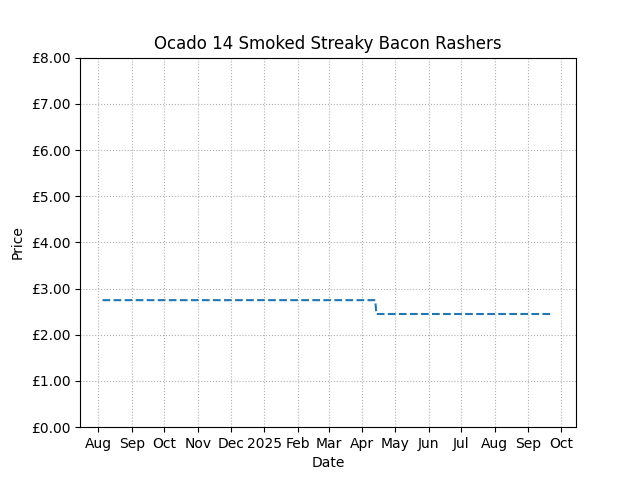 Ocado 14 Smoked Streaky Bacon Rashers
£8.00
£7.00
£6.00
£5.00
£4.00
£3.00
£2.00
£1.00
£0.00
Price
Aug Sep Oct Nov Dec 2025 Feb Mar Apr May Jun Jul Aug Sep Oct
Date